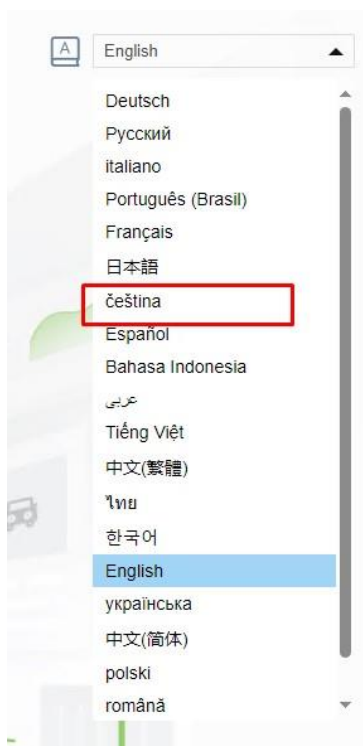 A
English
Deutsch
Русский
italiano
Português (Brasil)
Français
日本語
čeština
Español
Bahasa Indonesia
عربى
Tiếng Việt
中文(繁體)
ไทย
한국어
English
українська
中文(简体)
polski
română